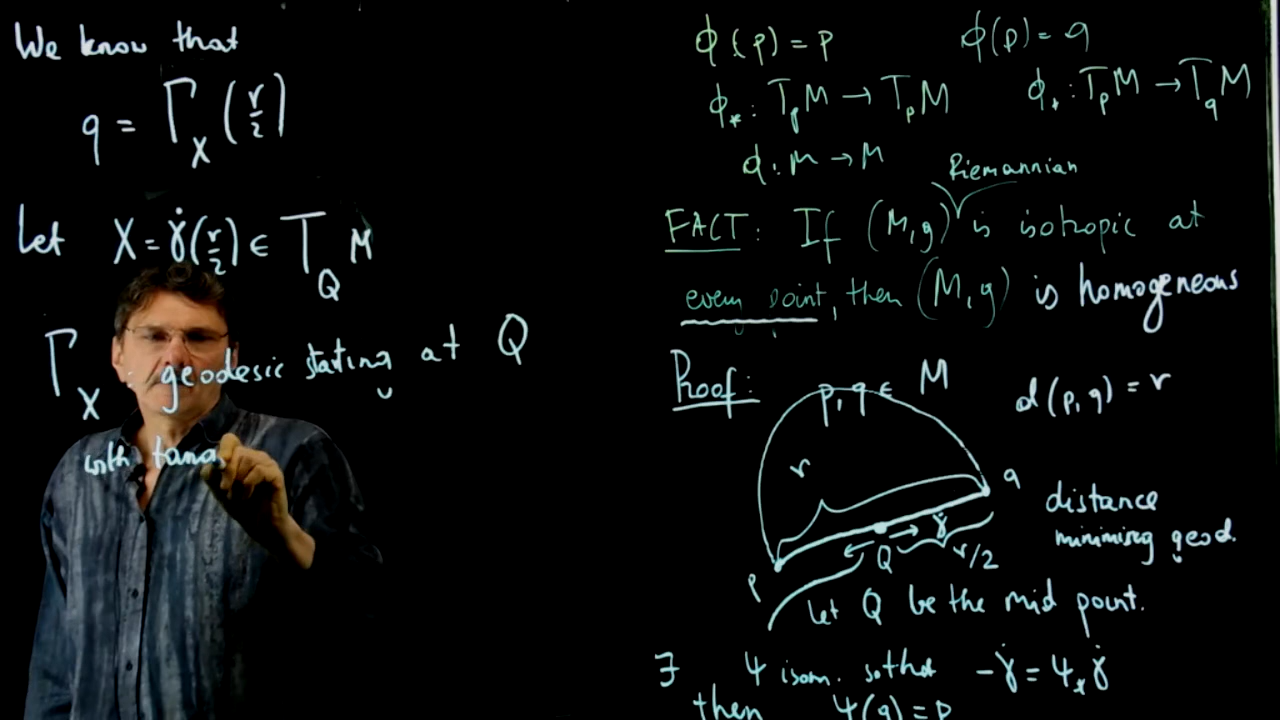 We know that
q = Γ_X (r/2)
Let X = γ̇(r/2) ∈ T_Q M
Γ_X : geodesic stating at Q
with tang
ϕ(p) = p
ϕ(p) = q
ϕ_* : T_pM → T_pM
ϕ_* : T_pM → T_qM
ϕ : M → M
Riemannian
FACT: If (M,g) is isotropic at
every point, then (M,g) is homogeneous
Proof: p, q ∈ M
d(p,q) = r
r
q
γ̇
Q
r/2
p
distance
minimising geod.
Let Q be the mid point.
∃ ψ isom. so that -γ̇ = ψ_* γ̇
then ψ(q) = p